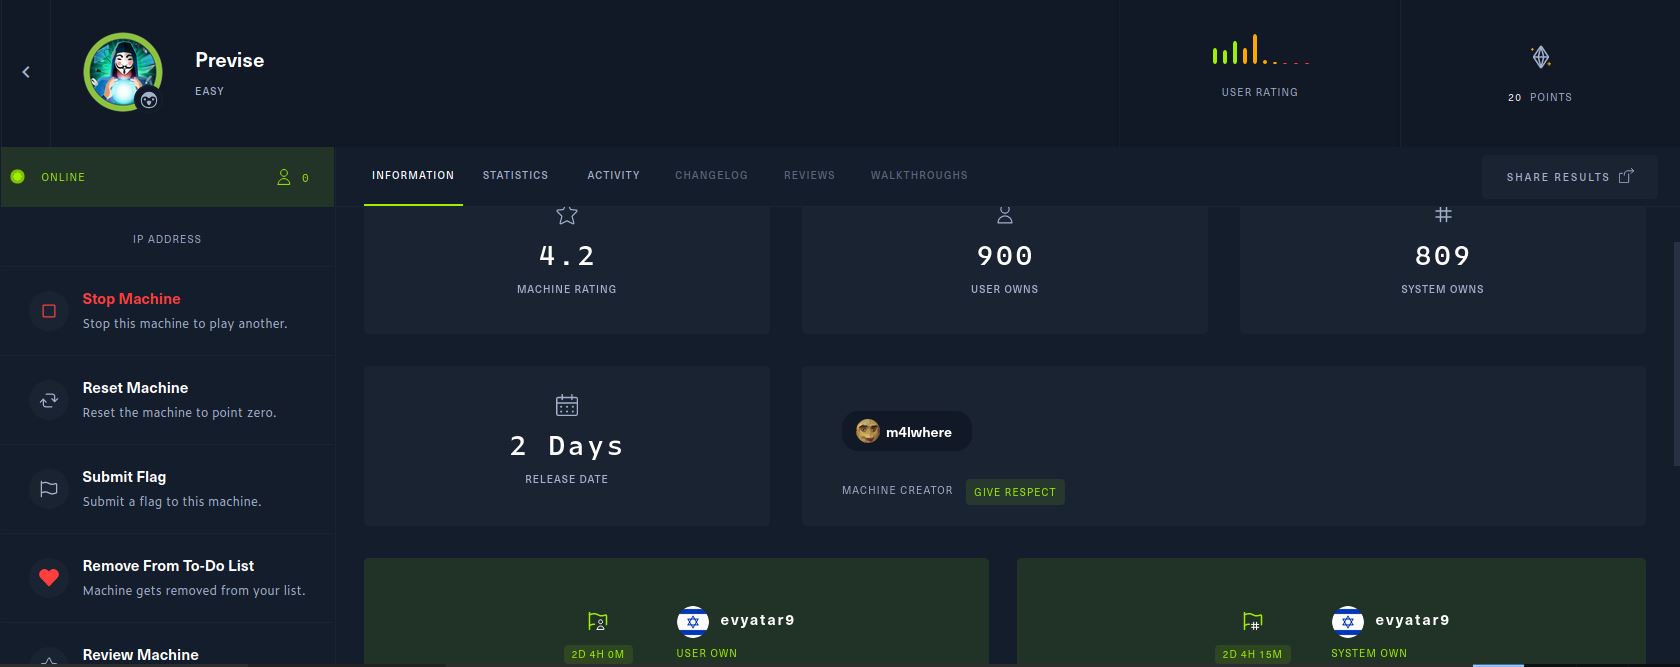 Previse
EASY
USER RATING
20 POINTS
ONLINE
0
INFORMATION
STATISTICS
ACTIVITY
CHANGELOG
REVIEWS
WALKTHROUGHS
SHARE RESULTS
IP ADDRESS
Stop Machine
Stop this machine to play another.
Reset Machine
Reset the machine to point zero.
Submit Flag
Submit a flag to this machine.
Remove From To-Do List
Machine gets removed from your list.
Review Machine
4.2
MACHINE RATING
900
USER OWNS
809
SYSTEM OWNS
2 Days
RELEASE DATE
m4lwhere
MACHINE CREATOR
GIVE RESPECT
evyatar9
2D 4H 0M
USER OWN
evyatar9
2D 4H 15M
SYSTEM OWN